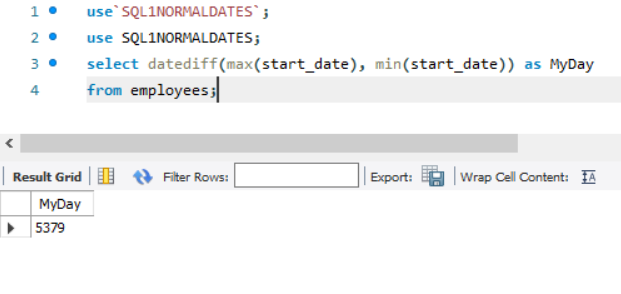 1 use`SQL1NORMALDATES`;
2 use SQL1NORMALDATES;
3 select datediff(max(start_date), min(start_date)) as MyDay
4 from employees;
Result Grid Filter Rows: Export: Wrap Cell Content: IA
MyDay
5379